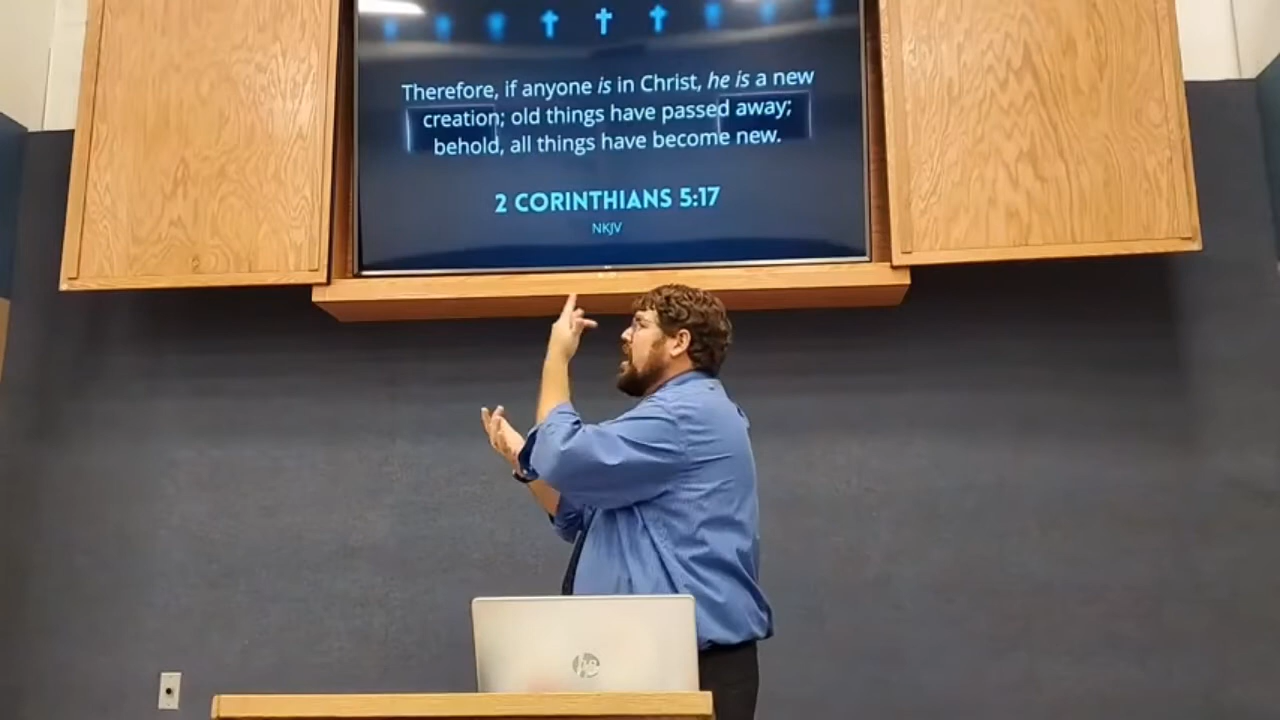 Therefore, if anyone is in Christ, he is a new
creation; old things have passed away;
behold, all things have become new.
2 CORINTHIANS 5:17
NKJV
hp